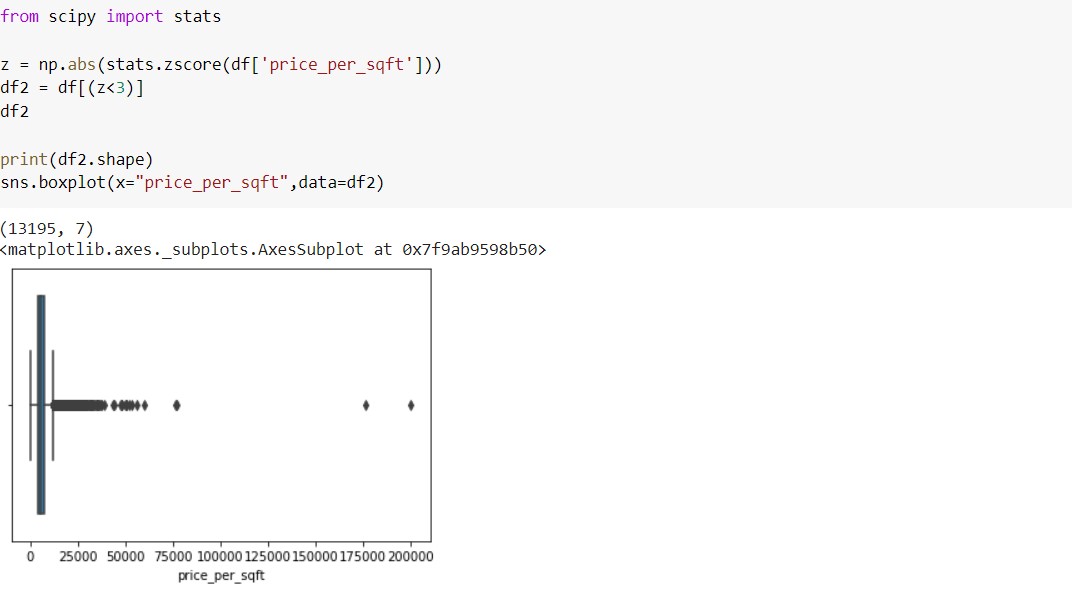 from scipy import stats
z = np.abs(stats.zscore(df['price_per_sqft']))
df2 = df[(z<3)]
df2
print(df2.shape)
sns.boxplot(x="price_per_sqft",data=df2)
(13195, 7)
<matplotlib.axes._subplots.AxesSubplot at 0x7f9ab9598b50>
0 25000 50000 75000 100000 125000 150000 175000 200000
price_per_sqft